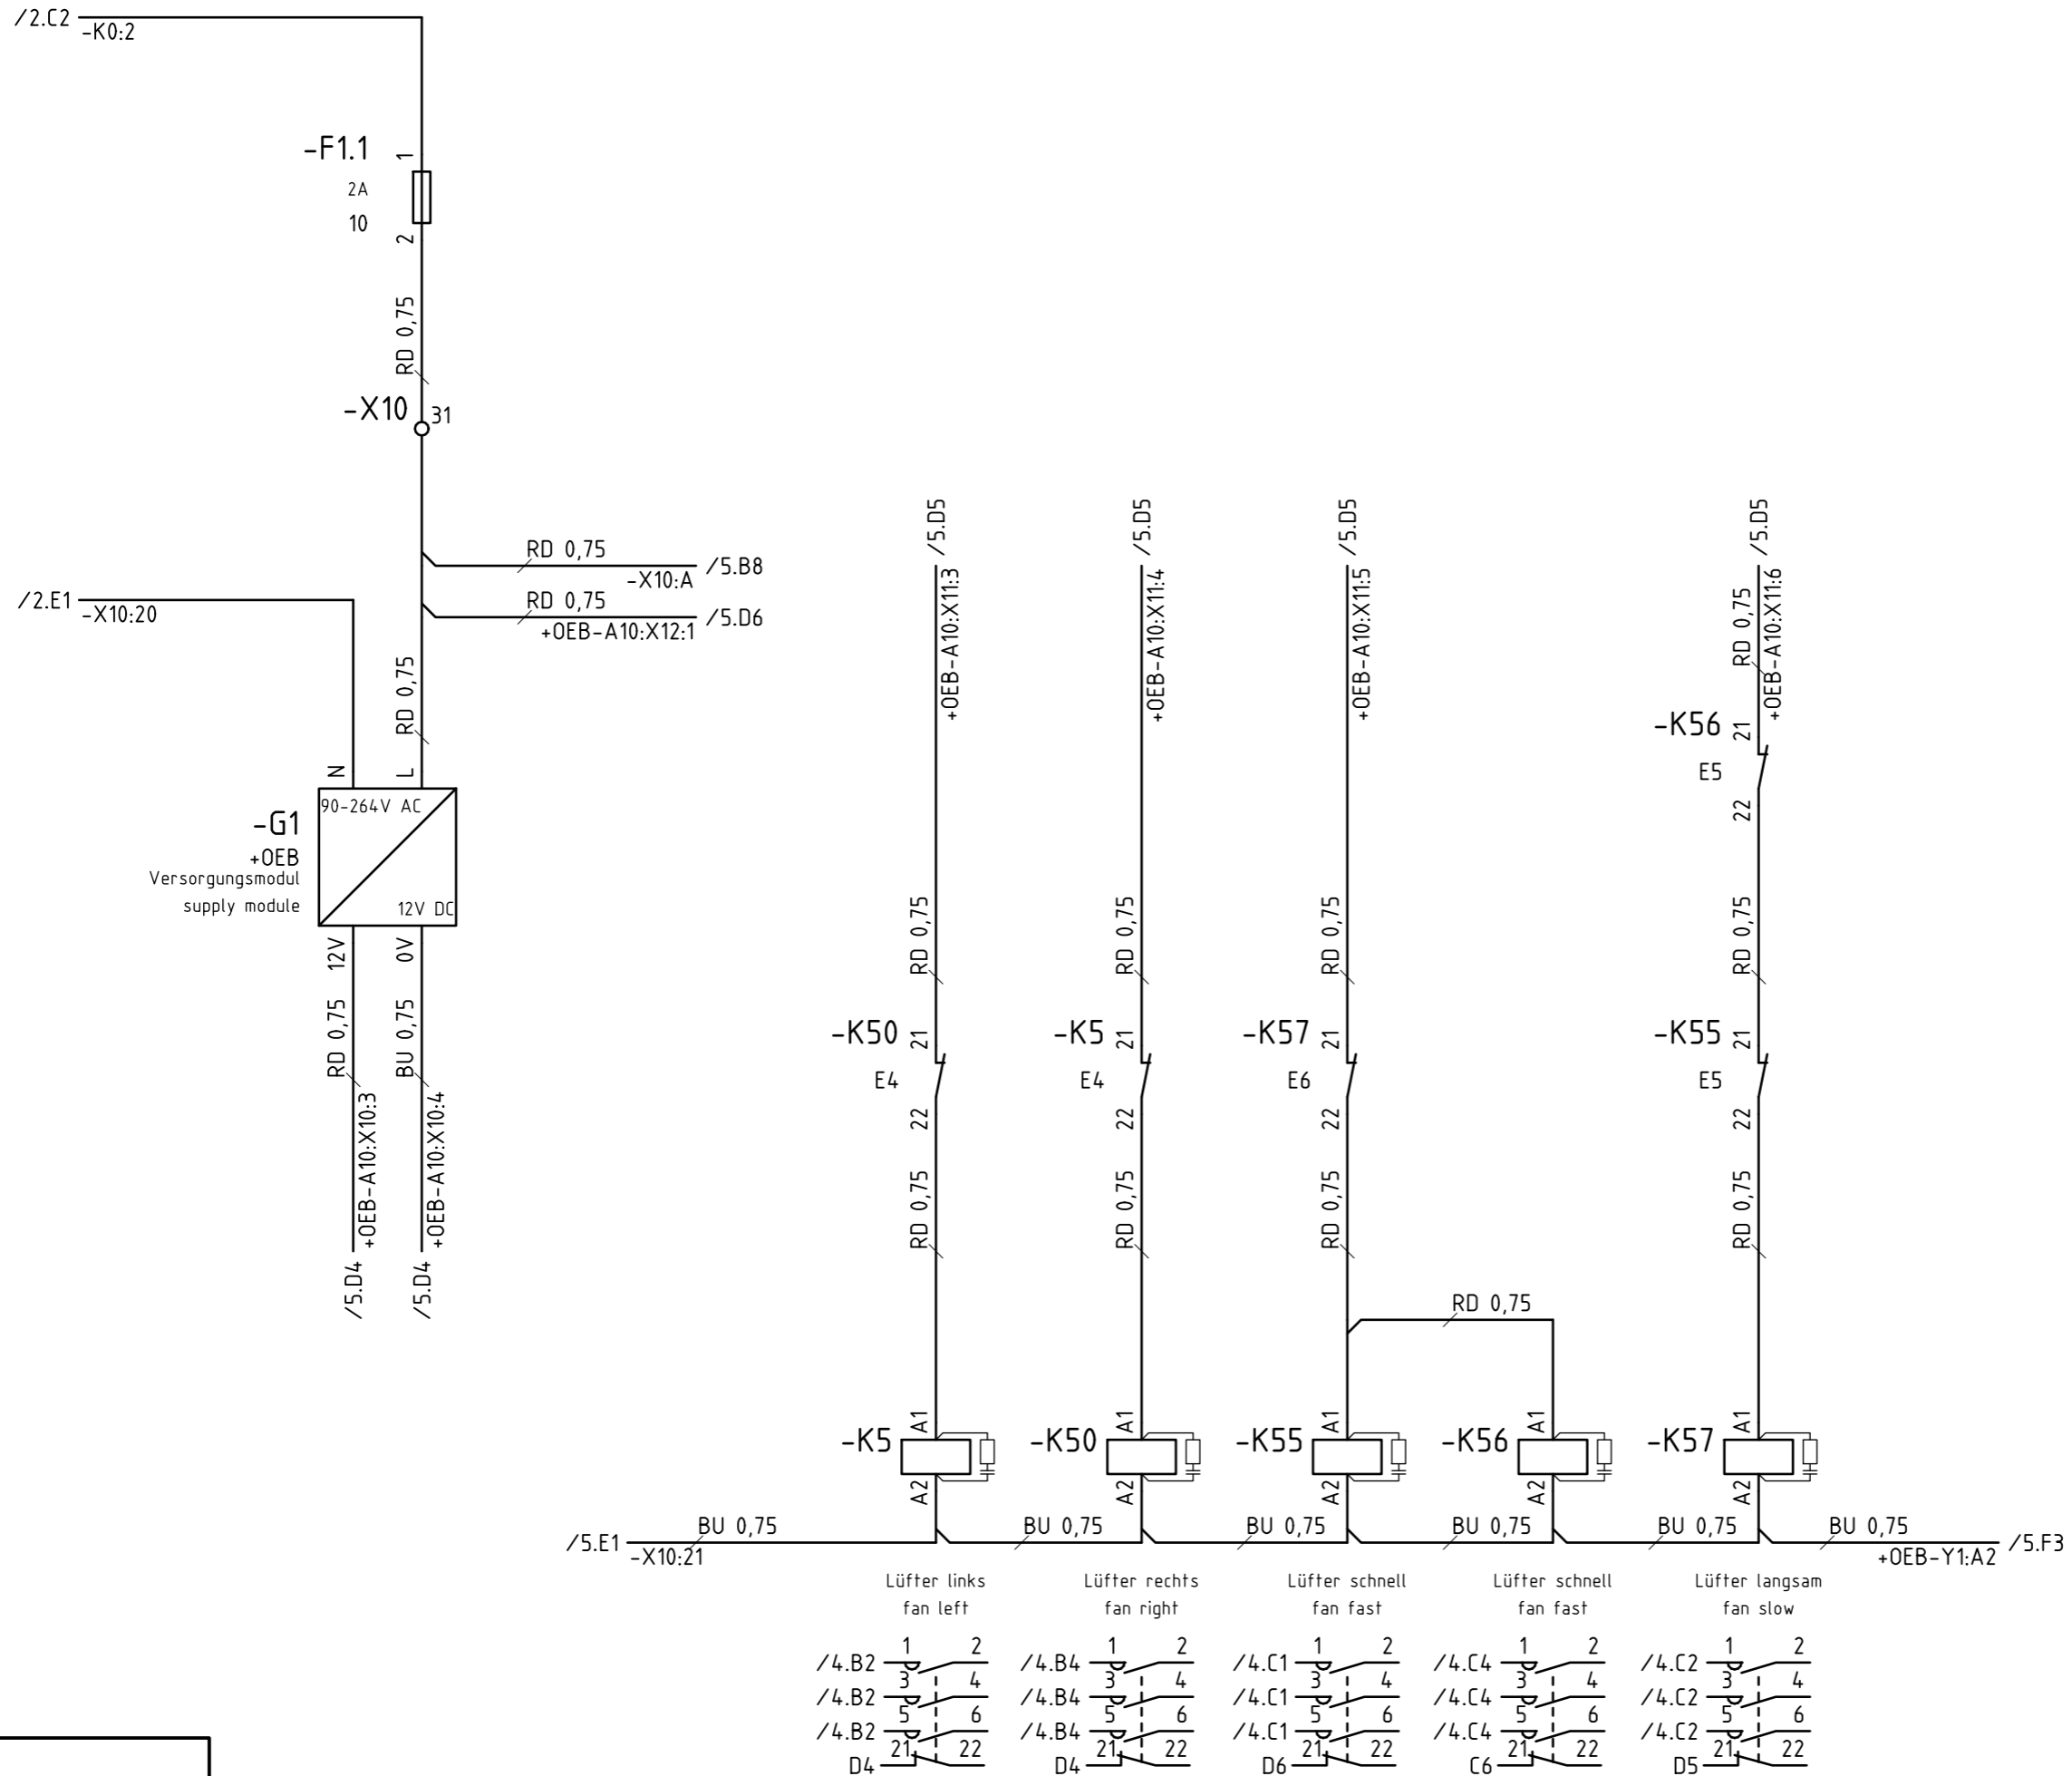 /2.C2
-K0:2
-F1.1
1
2A
10
2
RD 0,75
-X10
31
RD 0,75
/5.B8
-X10:A
RD 0,75
/5.D6
+0EB-A10:X12:1
/2.E1
-X10:20
RD 0,75
N
L
90-264V AC
-G1
+0EB
Versorgungsmodul
supply module
12V DC
12V
0V
RD 0,75
BU 0,75
+0EB-A10:X10:3
+0EB-A10:X10:4
/5.D4
/5.D4
/5.D5
+0EB-A10:X11:3
RD 0,75
-K50
21
E4
22
RD 0,75
/5.D5
+0EB-A10:X11:4
RD 0,75
-K5
21
E4
22
RD 0,75
/5.D5
+0EB-A10:X11:5
RD 0,75
-K57
21
E6
22
RD 0,75
RD 0,75
/5.D5
RD 0,75
+0EB-A10:X11:6
-K56
21
E5
22
RD 0,75
-K55
21
E5
22
RD 0,75
-K5
A1
A2
-K50
A1
A2
-K55
A1
A2
-K56
A1
A2
-K57
A1
A2
/5.E1
BU 0,75
-X10:21
BU 0,75
BU 0,75
BU 0,75
BU 0,75
BU 0,75
/5.F3
+0EB-Y1:A2
Lüfter links
fan left
Lüfter rechts
fan right
Lüfter schnell
fan fast
Lüfter schnell
fan fast
Lüfter langsam
fan slow
/4.B2 1 2
/4.B2 3 4
/4.B2 5 6
D4 21 22
/4.B4 1 2
/4.B4 3 4
/4.B4 5 6
D4 21 22
/4.C1 1 2
/4.C1 3 4
/4.C1 5 6
D6 21 22
/4.C4 1 2
/4.C4 3 4
/4.C4 5 6
C6 21 22
/4.C2 1 2
/4.C2 3 4
/4.C2 5 6
D5 21 22